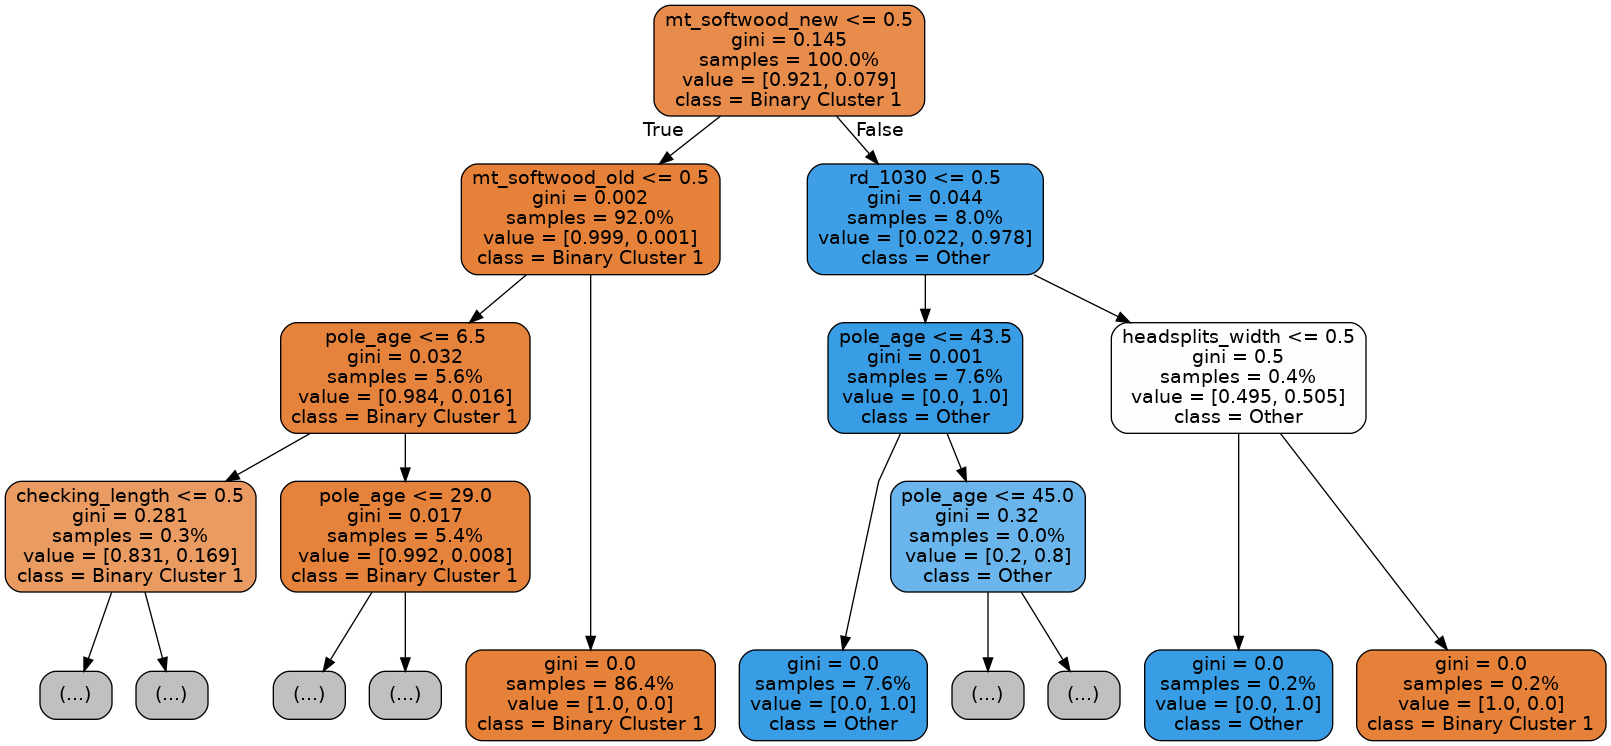 mt_softwood_new <= 0.5
gini = 0.145
samples = 100.0%
value = [0.921, 0.079]
class = Binary Cluster 1
True
False
mt_softwood_old <= 0.5
gini = 0.002
samples = 92.0%
value = [0.999, 0.001]
class = Binary Cluster 1
rd_1030 <= 0.5
gini = 0.044
samples = 8.0%
value = [0.022, 0.978]
class = Other
pole_age <= 6.5
gini = 0.032
samples = 5.6%
value = [0.984, 0.016]
class = Binary Cluster 1
pole_age <= 43.5
gini = 0.001
samples = 7.6%
value = [0.0, 1.0]
class = Other
headsplits_width <= 0.5
gini = 0.5
samples = 0.4%
value = [0.495, 0.505]
class = Other
checking_length <= 0.5
gini = 0.281
samples = 0.3%
value = [0.831, 0.169]
class = Binary Cluster 1
pole_age <= 29.0
gini = 0.017
samples = 5.4%
value = [0.992, 0.008]
class = Binary Cluster 1
pole_age <= 45.0
gini = 0.32
samples = 0.0%
value = [0.2, 0.8]
class = Other
(...)
(...)
(...)
(...)
gini = 0.0
samples = 86.4%
value = [1.0, 0.0]
class = Binary Cluster 1
gini = 0.0
samples = 7.6%
value = [0.0, 1.0]
class = Other
(...)
(...)
gini = 0.0
samples = 0.2%
value = [0.0, 1.0]
class = Other
gini = 0.0
samples = 0.2%
value = [1.0, 0.0]
class = Binary Cluster 1